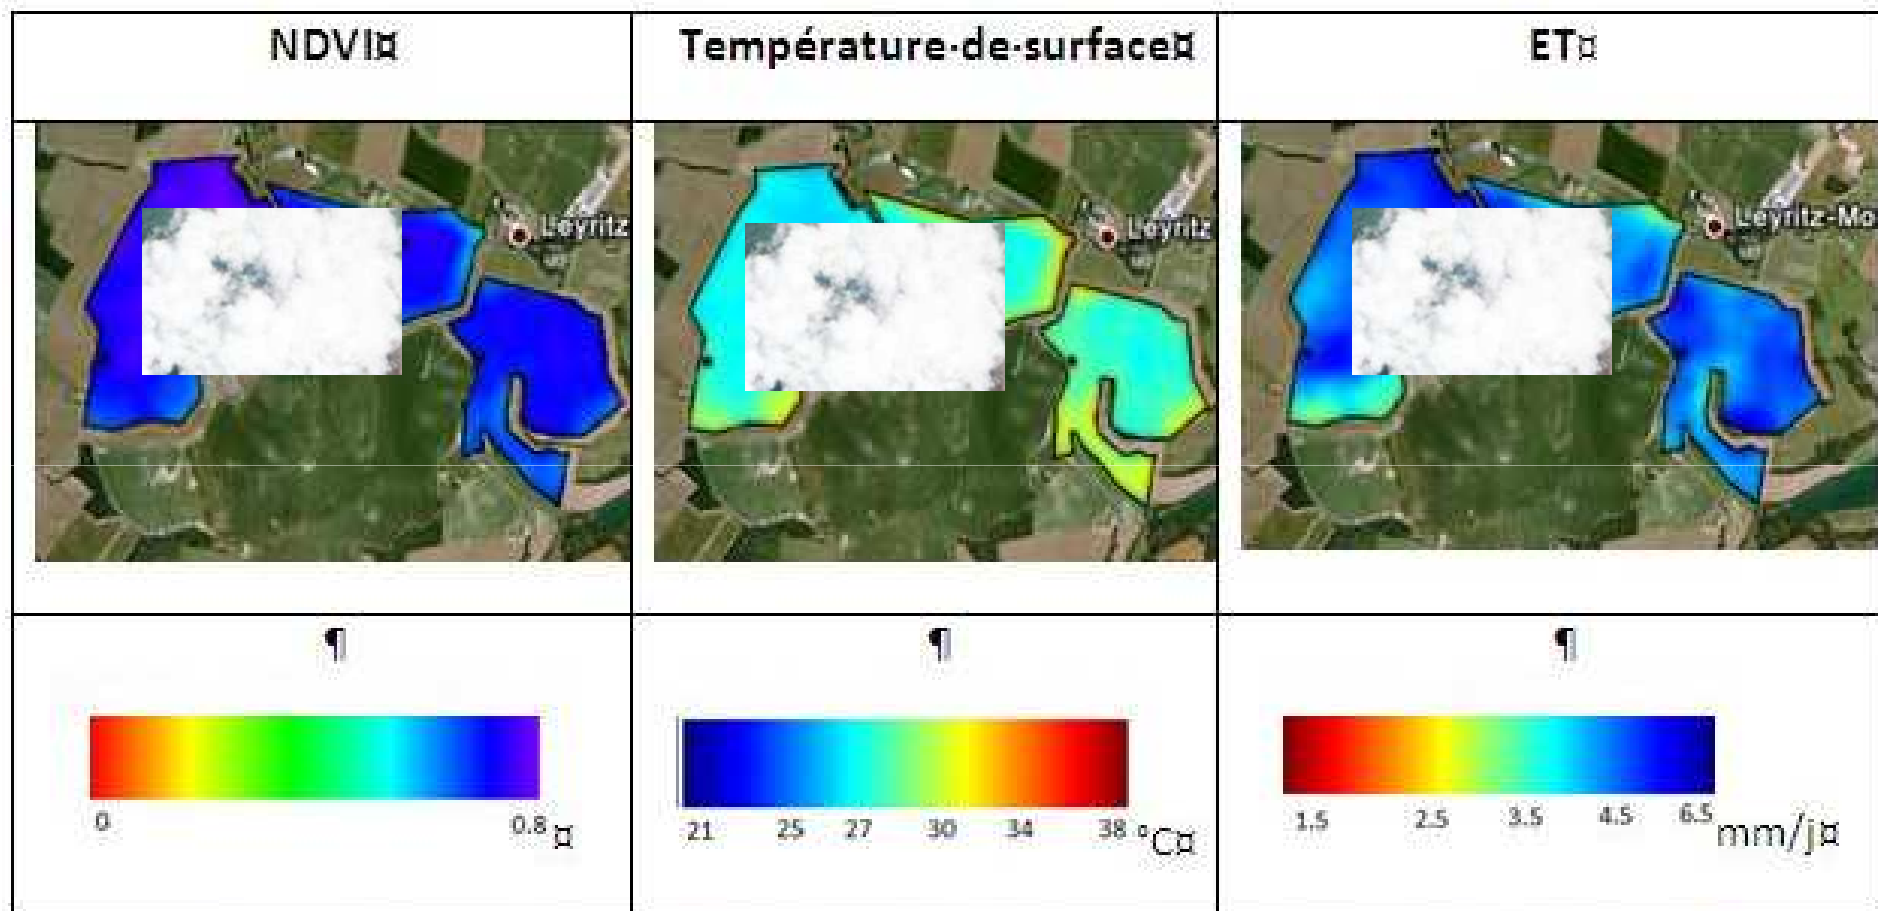 NDVI¤
Température·de·surface¤
ET¤
Leyritz
Leyritz
Leyritz-Mo
¶
¶
¶
0
0.8 ¤
21 25 27 30 34 38 °C¤
1.5 2.5 3.5 4.5 6.5 mm/j¤